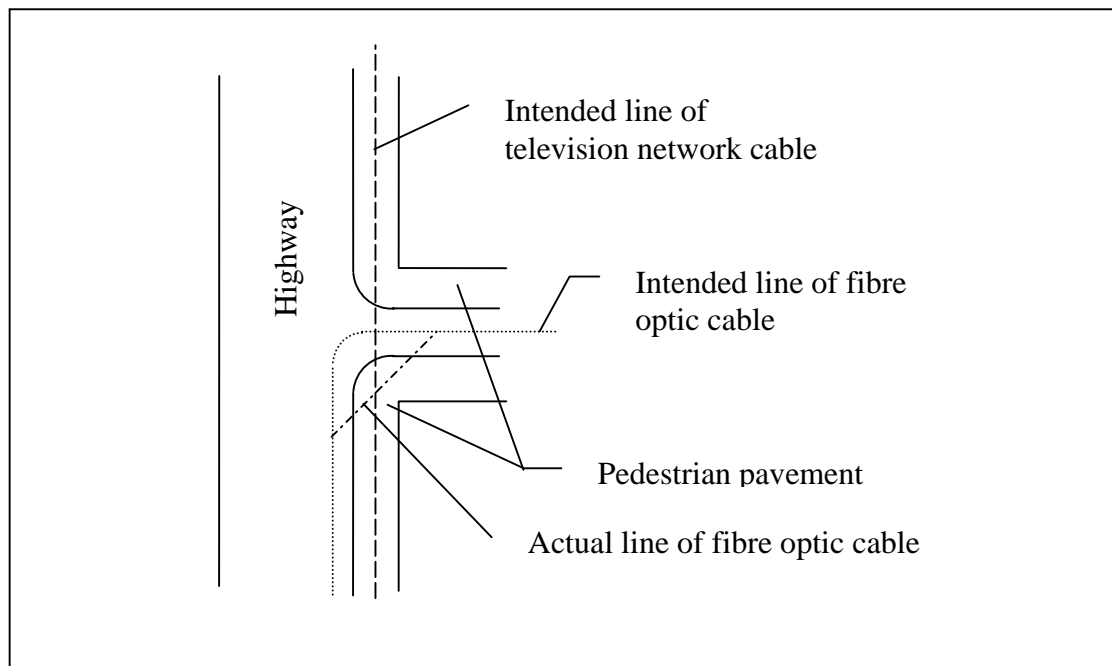 Intended line of
television network cable
Highway
Intended line of fibre
optic cable
Pedestrian pavement
Actual line of fibre optic cable